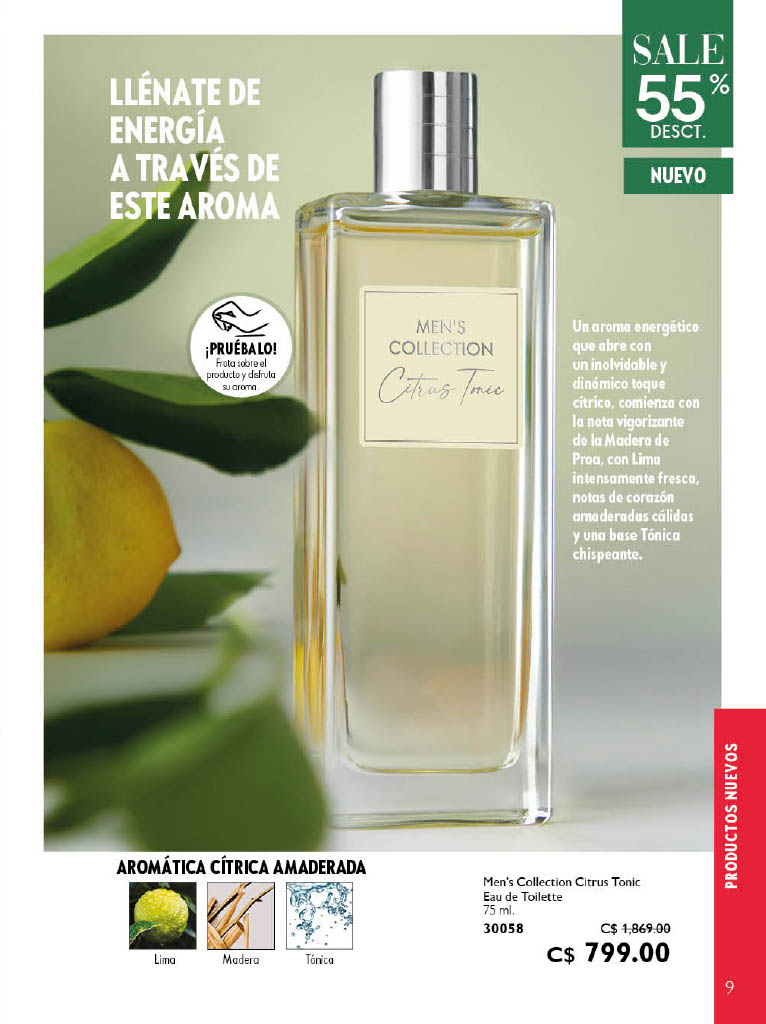 SALE
55%
DESCT.
NUEVO
LLÉNATE DE
ENERGÍA
A TRAVÉS DE
ESTE AROMA
¡PRUÉBALO!
Frota sobre el
producto y disfruta
su aroma.
MEN'S
COLLECTION
Citrus Tonic
Un aroma energético
que abre con
un inolvidable y
dinámico toque
cítrico, comienza con
la nota vigorizante
de la Madera de
Proa, con Lima
intensamente fresca,
notas de corazón
amaderadas cálidas
y una base Tónica
chispeante.
PRODUCTOS NUEVOS
AROMÁTICA CÍTRICA AMADERADA
Lima Madera Tónica
Men's Collection Citrus Tonic
Eau de Toilette
75 ml.
30058 C$ 1,869.00
C$ 799.00
9